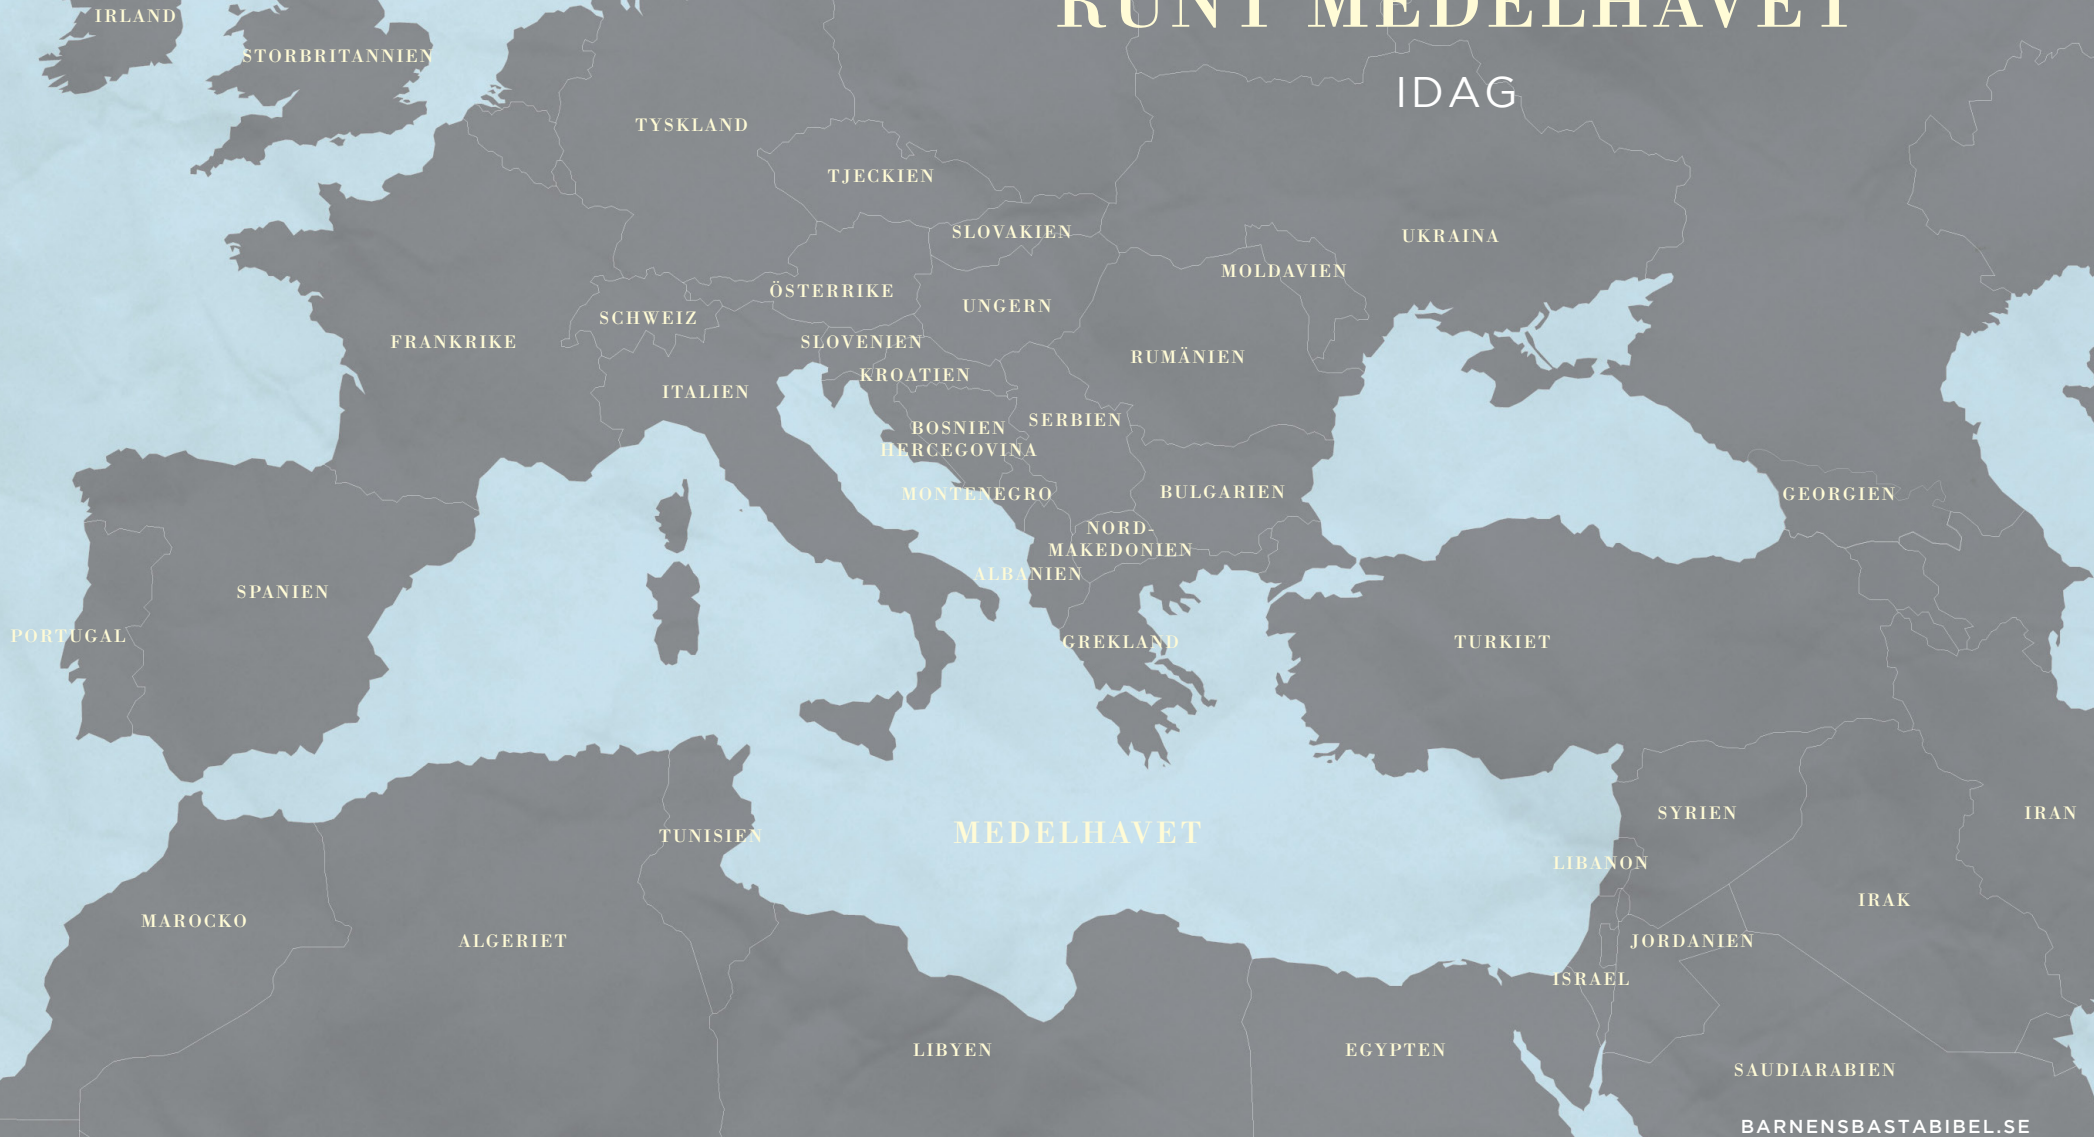 RUNT MEDELHAVET
IDAG
IRLAND
STORBRITANNIEN
TYSKLAND
TJECKIEN
SLOVAKIEN
UKRAINA
MOLDAVIEN
ÖSTERRIKE
UNGERN
SCHWEIZ
FRANKRIKE
SLOVENIEN
RUMÄNIEN
KROATIEN
ITALIEN
SERBIEN
BOSNIEN
HERCEGOVINA
MONTENEGRO
BULGARIEN
GEORGIEN
NORD-
MAKEDONIEN
ALBANIEN
SPANIEN
PORTUGAL
GREKLAND
TURKIET
SYRIEN
IRAN
TUNISIEN
MEDELHAVET
LIBANON
IRAK
MAROCKO
ALGERIET
JORDANIEN
ISRAEL
LIBYEN
EGYPTEN
SAUDIARABIEN
BARNENSBASTABIBEL.SE